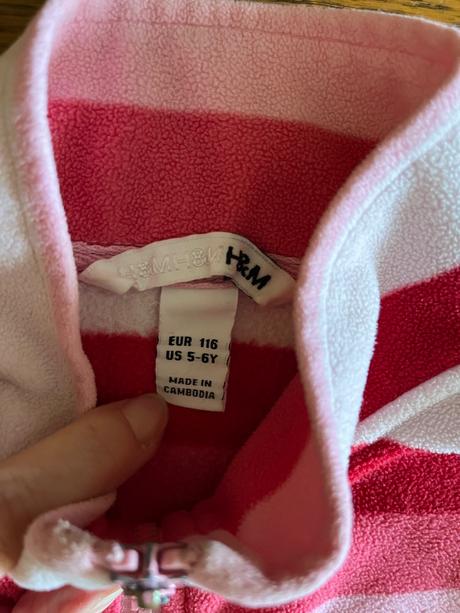 H&M H&M H&M
EUR 116
US 5-6Y
MADE IN
CAMBODIA